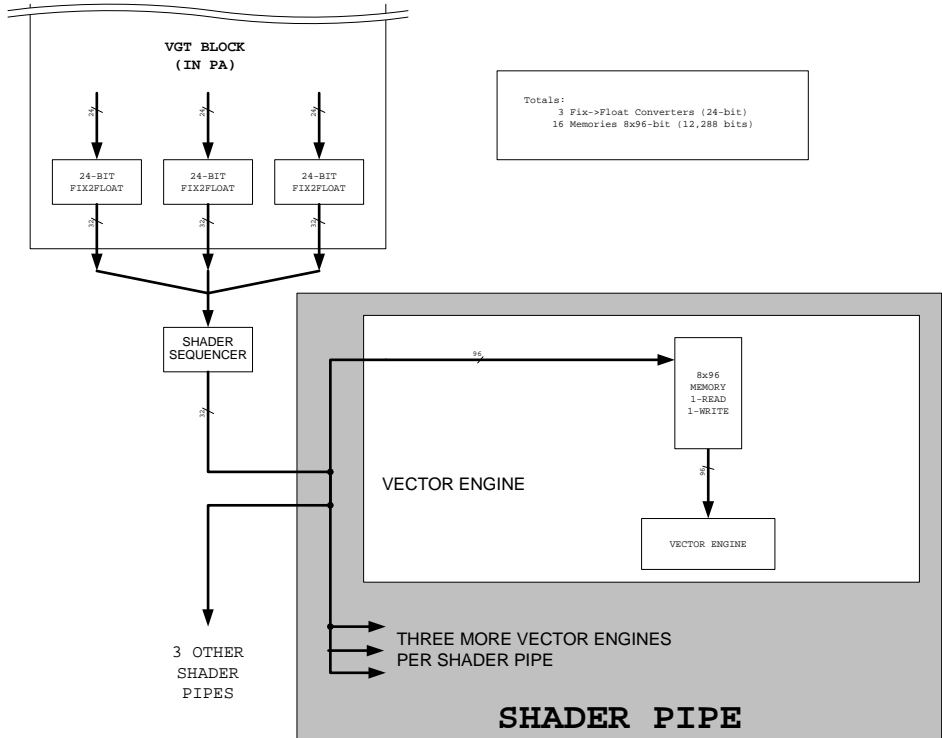 VGT BLOCK
(IN PA)
Totals:
3 Fix->Float Converters (24-bit)
16 Memories 8x96-bit (12,288 bits)
24
24
24
24-BIT
FIX2FLOAT
24-BIT
FIX2FLOAT
24-BIT
FIX2FLOAT
32
32
32
SHADER
SEQUENCER
96
8x96
MEMORY
1-READ
1-WRITE
32
96
VECTOR ENGINE
VECTOR ENGINE
3 OTHER
SHADER
PIPES
THREE MORE VECTOR ENGINES
PER SHADER PIPE
SHADER PIPE